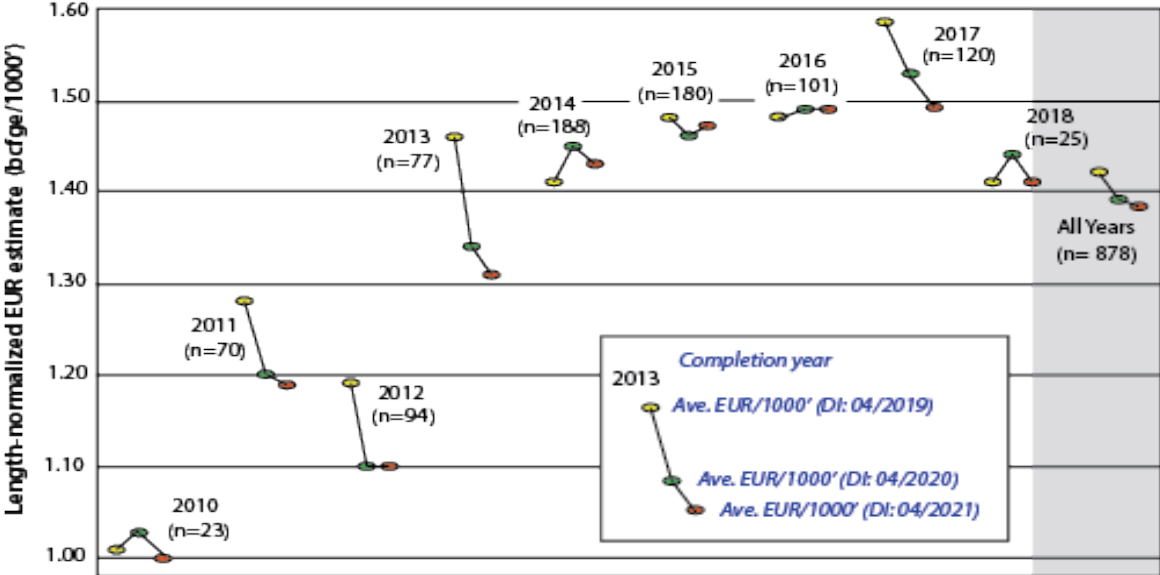 Length-normalized EUR estimate (bcfge/1000')
1.60
1.50
1.40
1.30
1.20
1.10
1.00
2010
(n=23)
2011
(n=70)
2012
(n=94)
2013
(n=77)
2014
(n=188)
2015
(n=180)
2016
(n=101)
2017
(n=120)
2018
(n=25)
All Years
(n= 878)
Completion year
2013
Ave. EUR/1000' (DI: 04/2019)
Ave. EUR/1000' (DI: 04/2020)
Ave. EUR/1000' (DI: 04/2021)